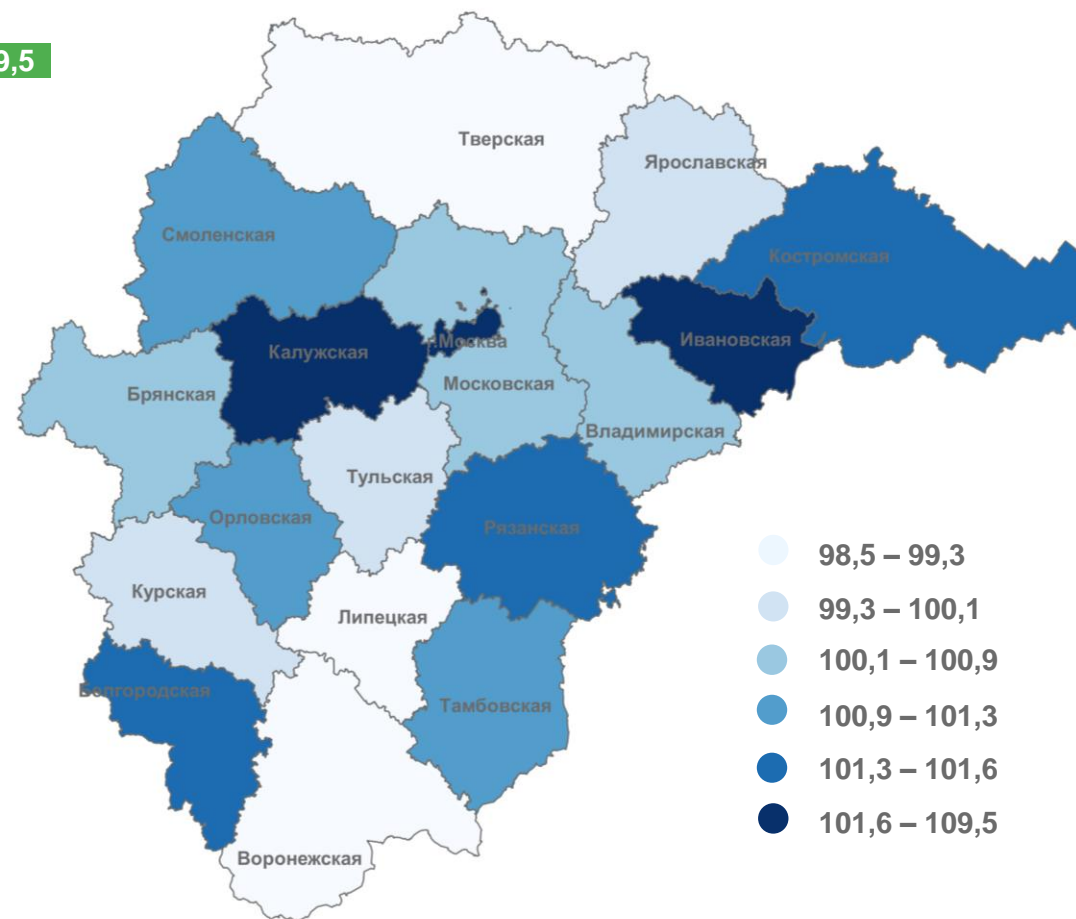 9,5
Тверская
Ярославская
Смоленская
Костромская
Калужская
г.Москва
Ивановская
Московская
Брянская
Владимирская
Тульская
Орловская
Рязанская
Курская
Липецкая
Болгородская
Тамбовская
Воронежская
98,5 – 99,3
99,3 – 100,1
100,1 – 100,9
100,9 – 101,3
101,3 – 101,6
101,6 – 109,5